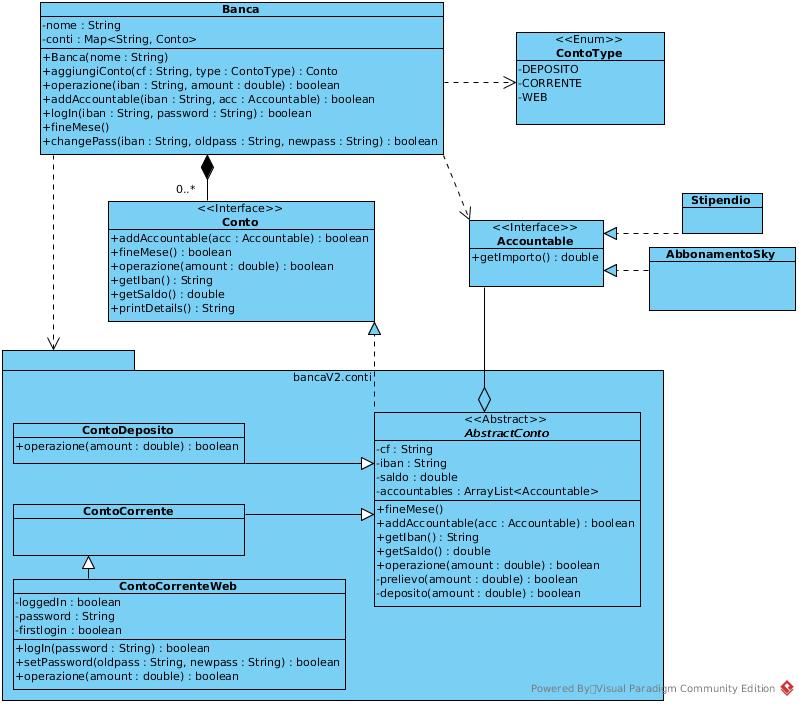 Banca
-nome : String
-conti : Map<String, Conto>
+Banca(nome : String)
+aggiungiConto(cf : String, type : ContoType) : Conto
+operazione(iban : String, amount : double) : boolean
+addAccountable(iban : String, acc : Accountable) : boolean
+logIn(iban : String, password : String) : boolean
+fineMese()
+changePass(iban : String, oldpass : String, newpass : String) : boolean
<<Enum>>
ContoType
-DEPOSITO
-CORRENTE
-WEB
0..*
<<Interface>>
Conto
+addAccountable(acc : Accountable) : boolean
+fineMese() : boolean
+operazione(amount : double) : boolean
+getIban() : String
+getSaldo() : double
+printDetails() : String
<<Interface>>
Accountable
+getImporto() : double
Stipendio
AbbonamentoSky
bancaV2.conti
ContoDeposito
+operazione(amount : double) : boolean
ContoCorrente
ContoCorrenteWeb
-loggedIn : boolean
-password : String
-firstlogin : boolean
+logIn(password : String) : boolean
+setPassword(oldpass : String, newpass : String) : boolean
+operazione(amount : double) : boolean
<<Abstract>>
AbstractConto
-cf : String
-iban : String
-saldo : double
-accountables : ArrayList<Accountable>
+fineMese()
+addAccountable(acc : Accountable) : boolean
+getIban() : String
+getSaldo() : double
+operazione(amount : double) : boolean
-prelievo(amount : double) : boolean
-deposito(amount : double) : boolean
Powered By Visual Paradigm Community Edition